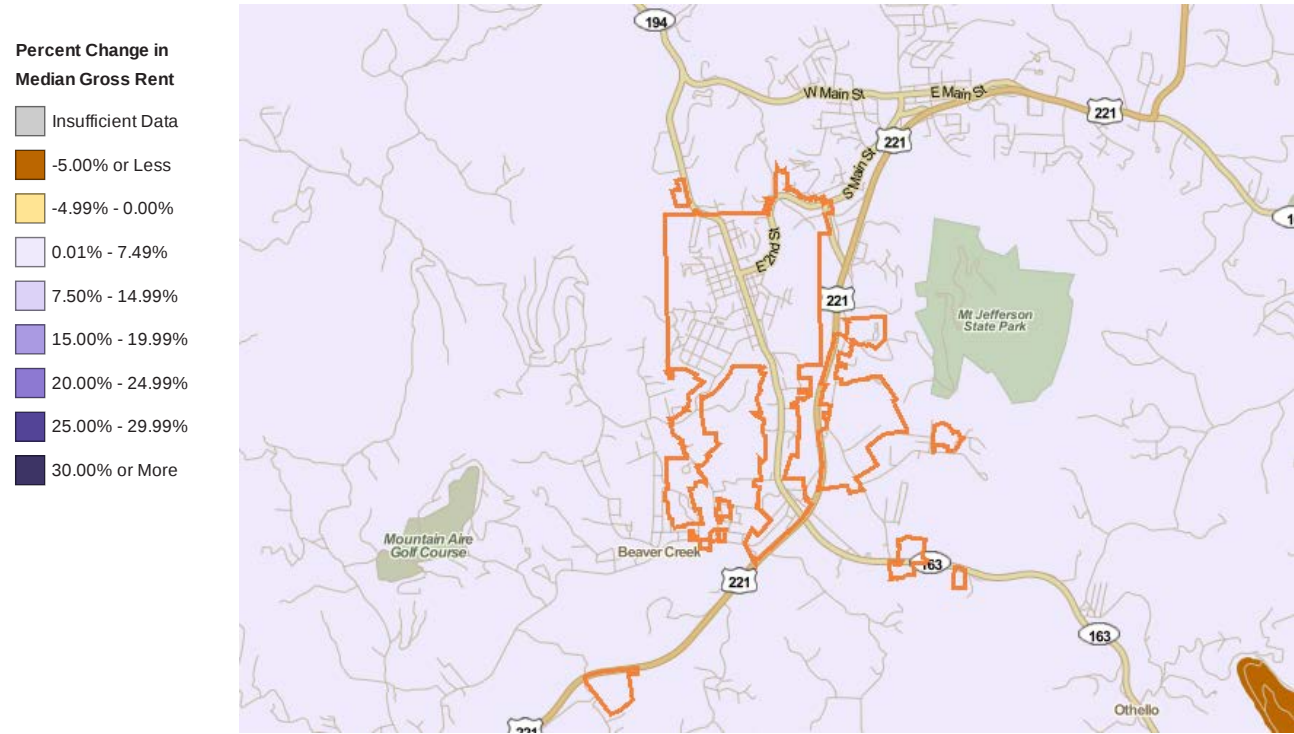 Percent Change in
Median Gross Rent
Insufficient Data
-5.00% or Less
-4.99% - 0.00%
0.01% - 7.49%
7.50% - 14.99%
15.00% - 19.99%
20.00% - 24.99%
25.00% - 29.99%
30.00% or More
194
W Main St
E Main St
221
221
S Main St
E 2nd St
221
Mt Jefferson
State Park
Mountain Aire
Golf Course
Beaver Creek
163
221
163
Othello
221